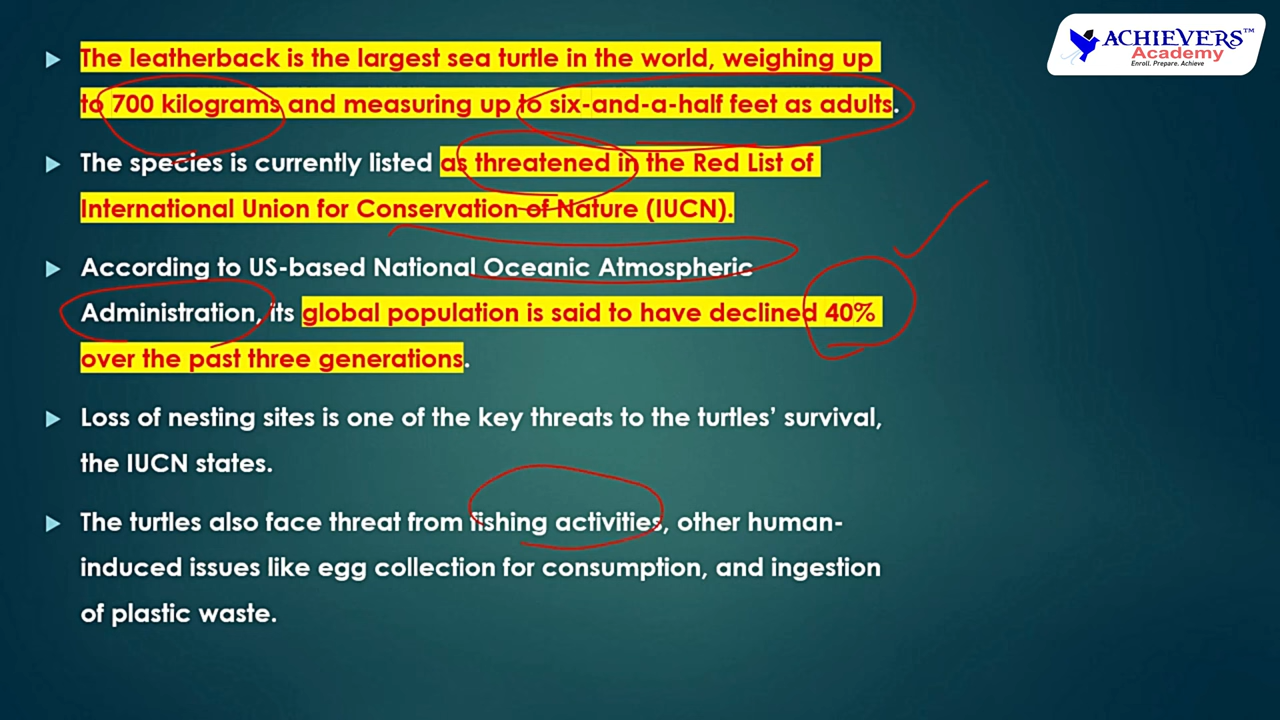 ACHIEVERS™
Academy
Enroll. Prepare. Achieve
The leatherback is the largest sea turtle in the world, weighing up
to 700 kilograms and measuring up to six-and-a-half feet as adults.
The species is currently listed as threatened in the Red List of
International Union for Conservation of Nature (IUCN).
According to US-based National Oceanic Atmospheric
Administration, its global population is said to have declined 40%
over the past three generations.
Loss of nesting sites is one of the key threats to the turtles’ survival,
the IUCN states.
The turtles also face threat from fishing activities, other human-
induced issues like egg collection for consumption, and ingestion
of plastic waste.